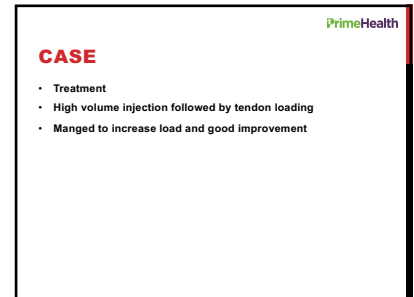 PrimeHealth
CASE
• Treatment
• High volume injection followed by tendon loading
• Manged to increase load and good improvement